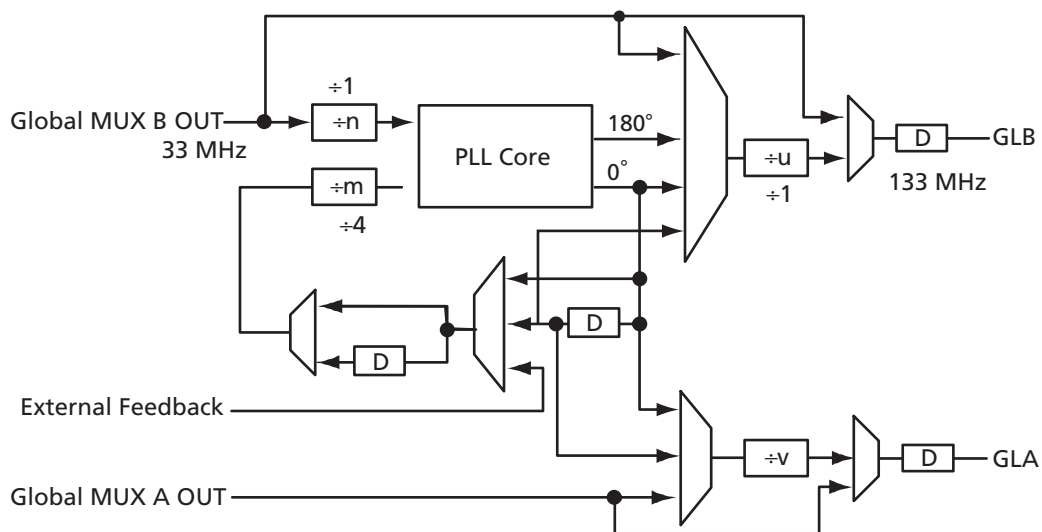 ÷1
Global MUX B OUT
33 MHz
÷n
PLL Core
180˚
0˚
÷u
÷1
D
GLB
133 MHz
÷m
÷4
D
D
External Feedback
÷v
D
GLA
Global MUX A OUT